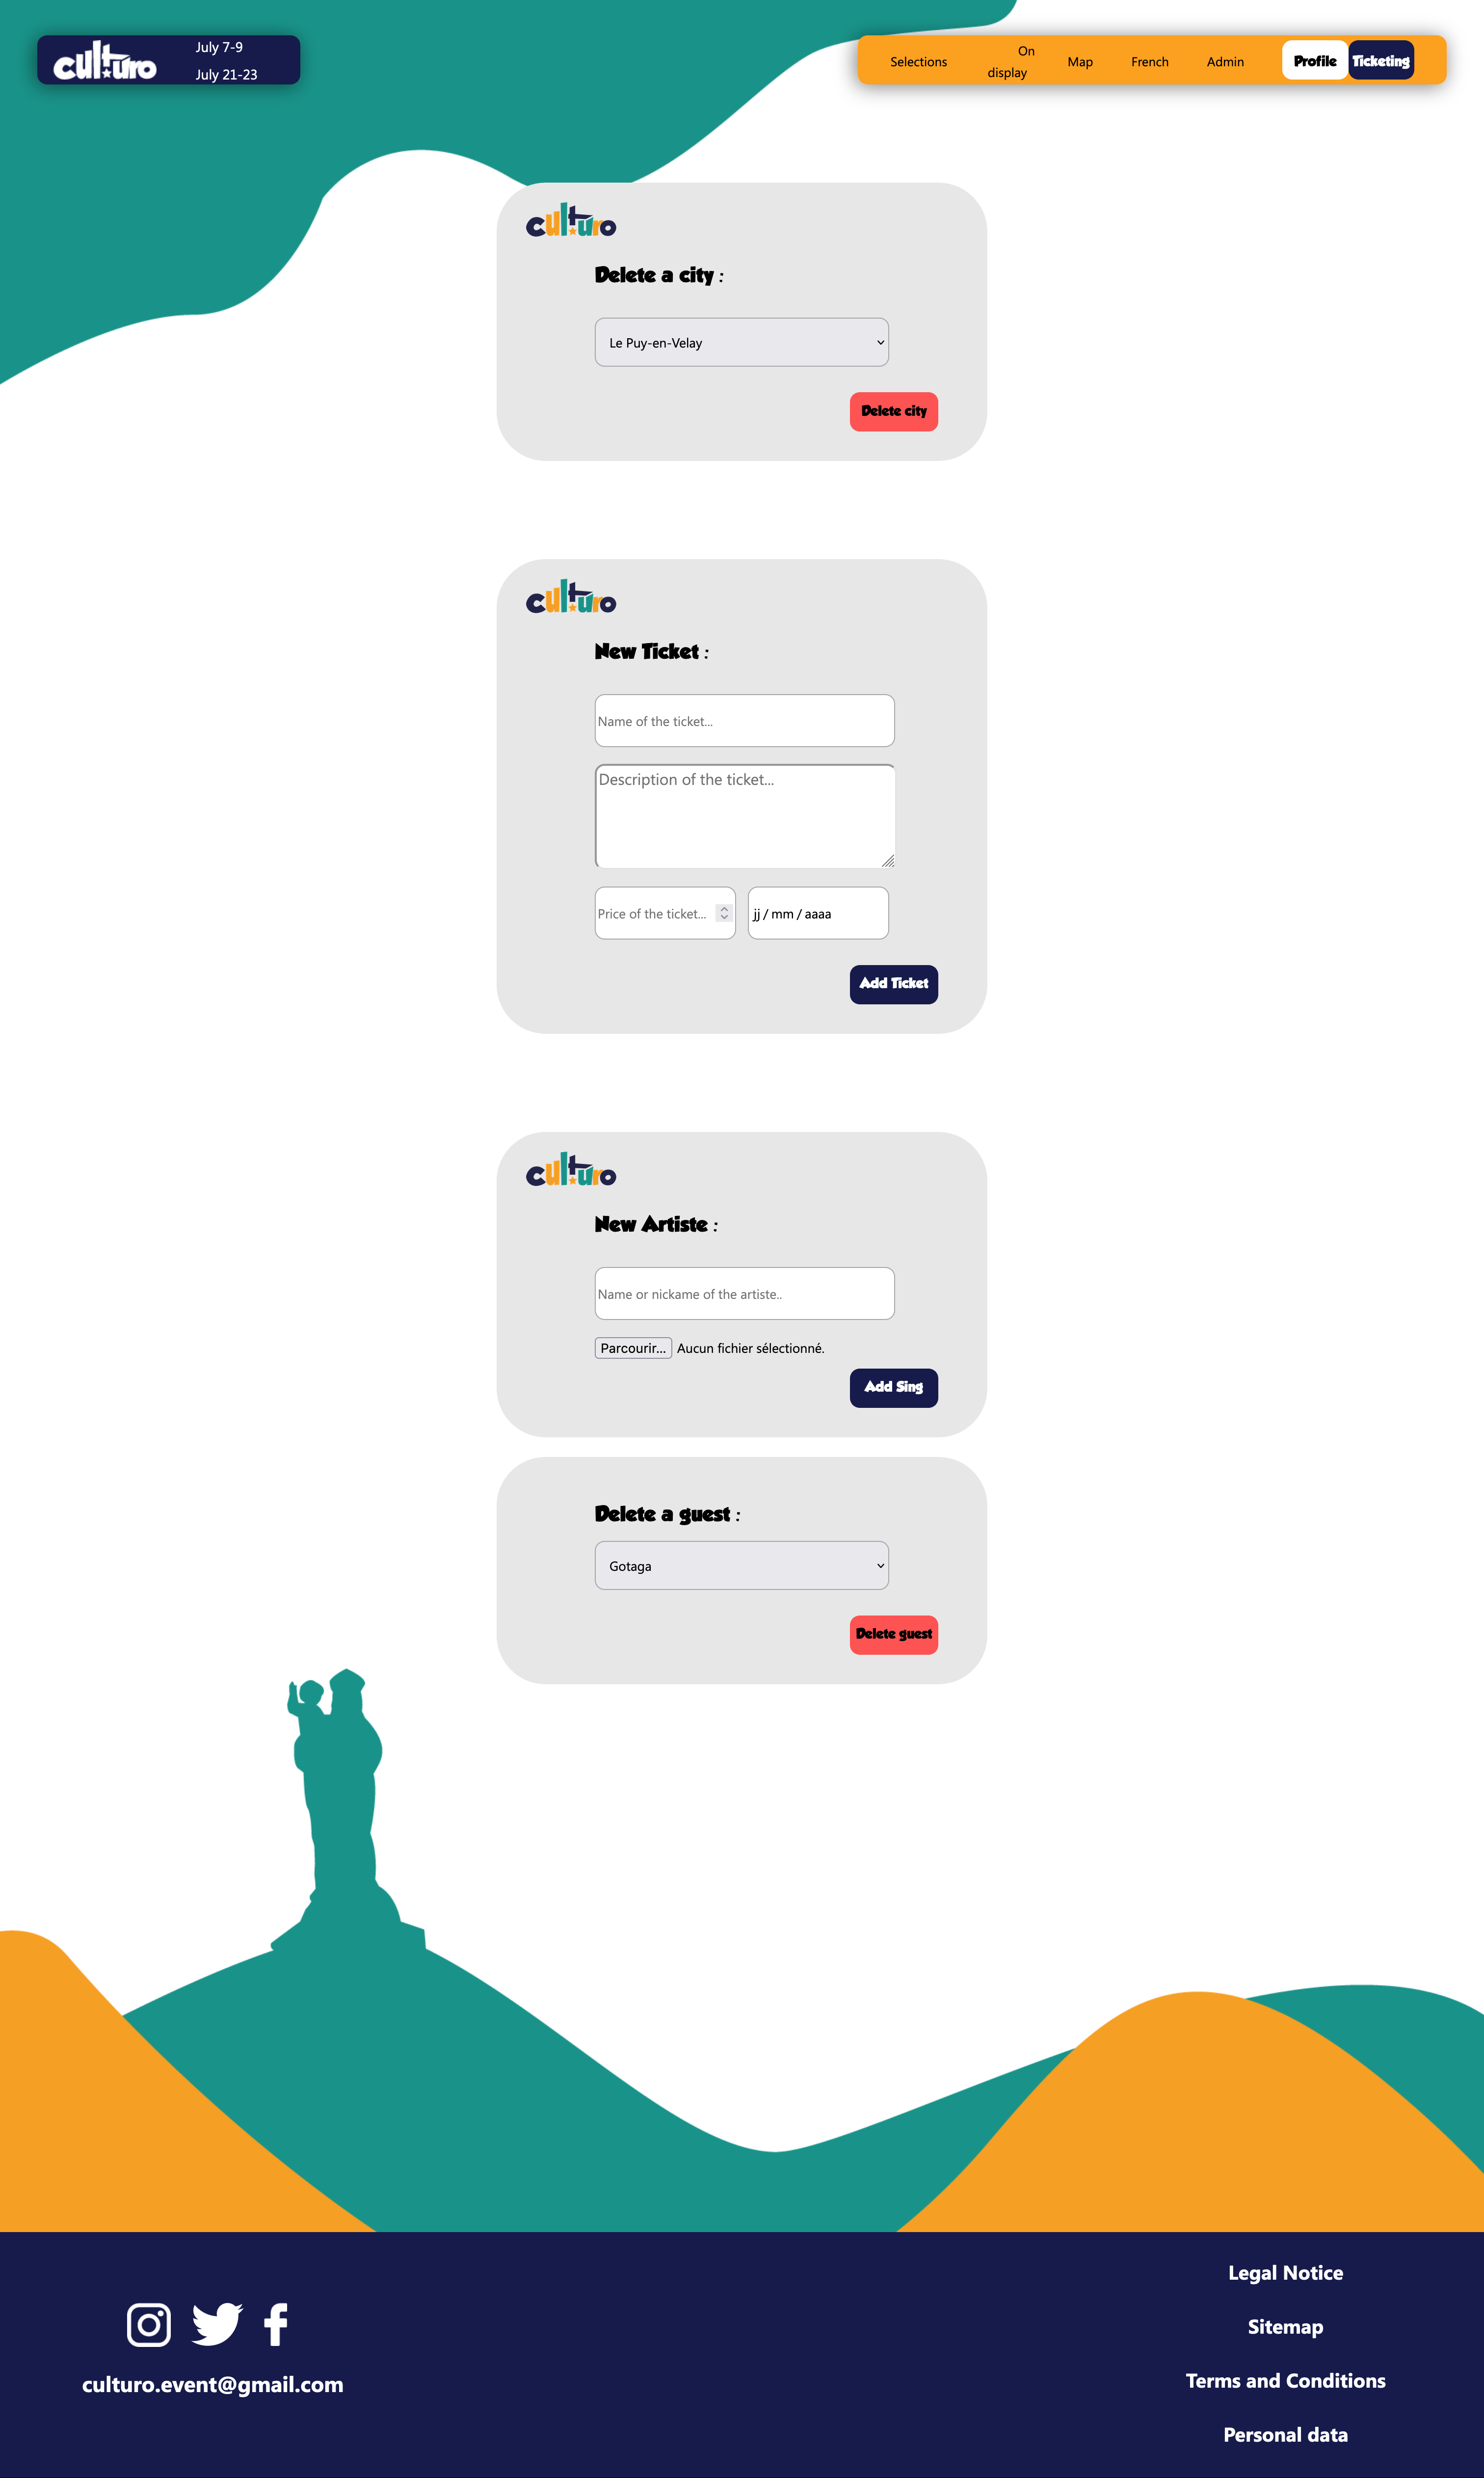 culturo
July 7-9
July 21-23
Selections
On
display
Map
French
Admin
Profile
Ticketing
culturo
Delete a city :
Le Puy-en-Velay
Delete city
culturo
New Ticket :
Name of the ticket...
Description of the ticket...
Price of the ticket...
jj / mm / aaaa
Add Ticket
culturo
New Artiste :
Name or nickame of the artiste..
Parcourir... Aucun fichier sélectionné.
Add Sing
Delete a guest :
Gotaga
Delete guest
culturo.event@gmail.com
Legal Notice
Sitemap
Terms and Conditions
Personal data